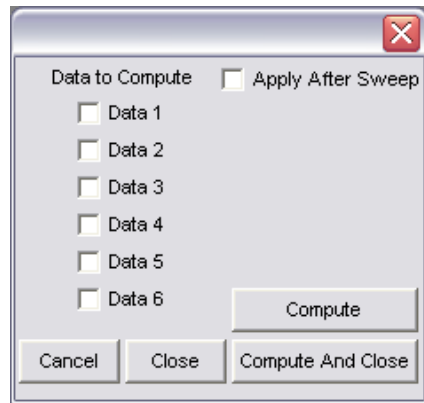 Data to Compute Apply After Sweep
Data 1
Data 2
Data 3
Data 4
Data 5
Data 6
Compute
Cancel Close Compute And Close